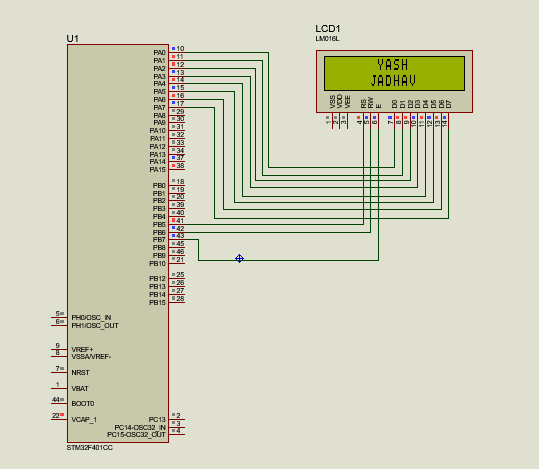 U1
PA0 10
PA1 11
PA2 12
PA3 13
PA4 14
PA5 15
PA6 16
PA7 17
PA8 29
PA9 30
PA10 31
PA11 32
PA12 33
PA13 34
PA14 37
PA15 38
PB0 18
PB1 19
PB2 20
PB3 39
PB4 40
PB5 41
PB6 42
PB7 43
PB8 45
PB9 46
PB10 21
PB12 25
PB13 26
PB14 27
PB15 28
5 PH0/OSC_IN
6 PH1/OSC_OUT
9 VREF+
8 VSSA/VREF-
7 NRST
1 VBAT
44 BOOT0
22 VCAP_1
PC13 2
PC14-OSC32_IN 3
PC15-OSC32_OUT 4
STM32F401CC
LCD1
LM016L
YASH
JADHAV
VSS VDD VEE RS RW E D0 D1 D2 D3 D4 D5 D6 D7
1 2 3 4 5 6 7 8 9 10 11 12 13 14